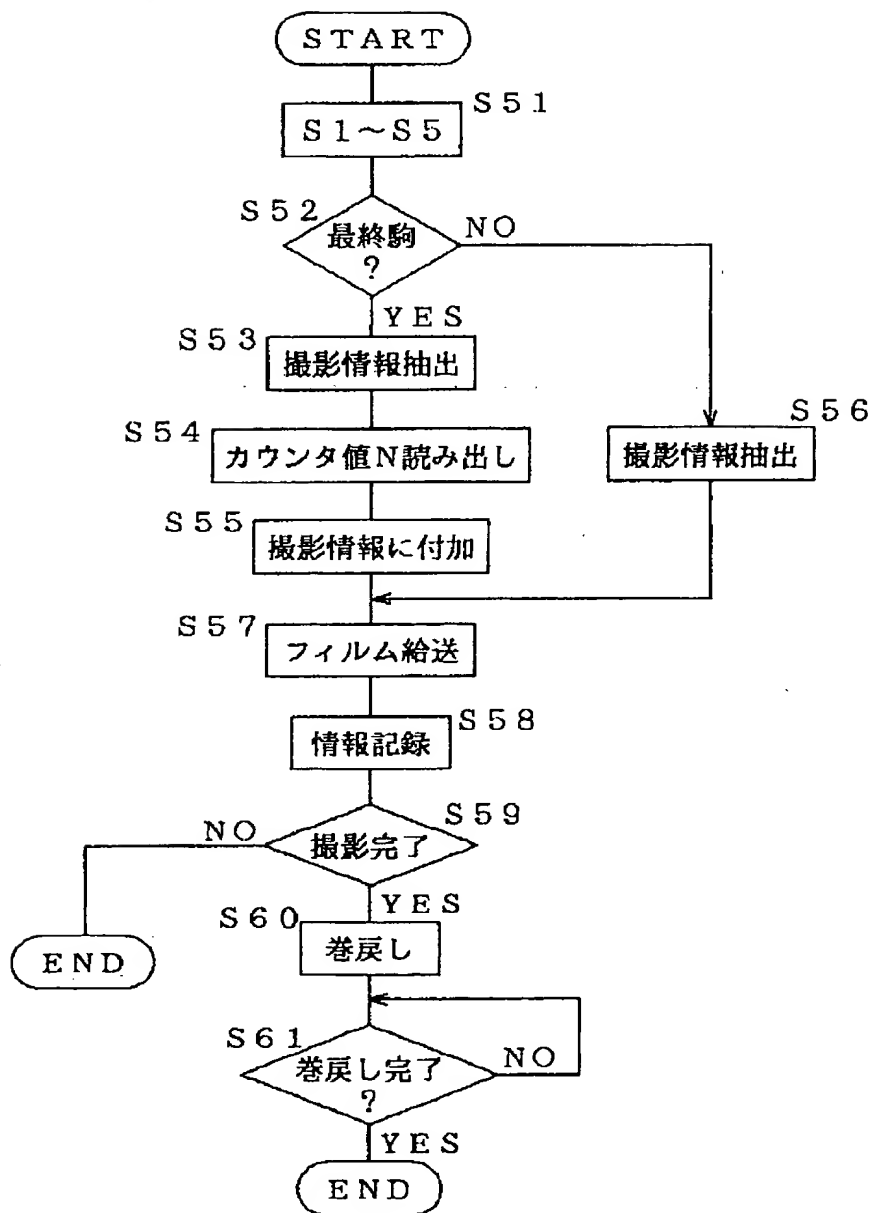 START
S51
S1～S5
S52
最終駒
?
NO
YES
S53
撮影情報抽出
S54
カウンタ値N読み出し
S56
撮影情報抽出
S55
撮影情報に付加
S57
フィルム給送
S58
情報記録
S59
撮影完了
NO
YES
S60
巻戻し
END
S61
巻戻し完了
?
NO
YES
END